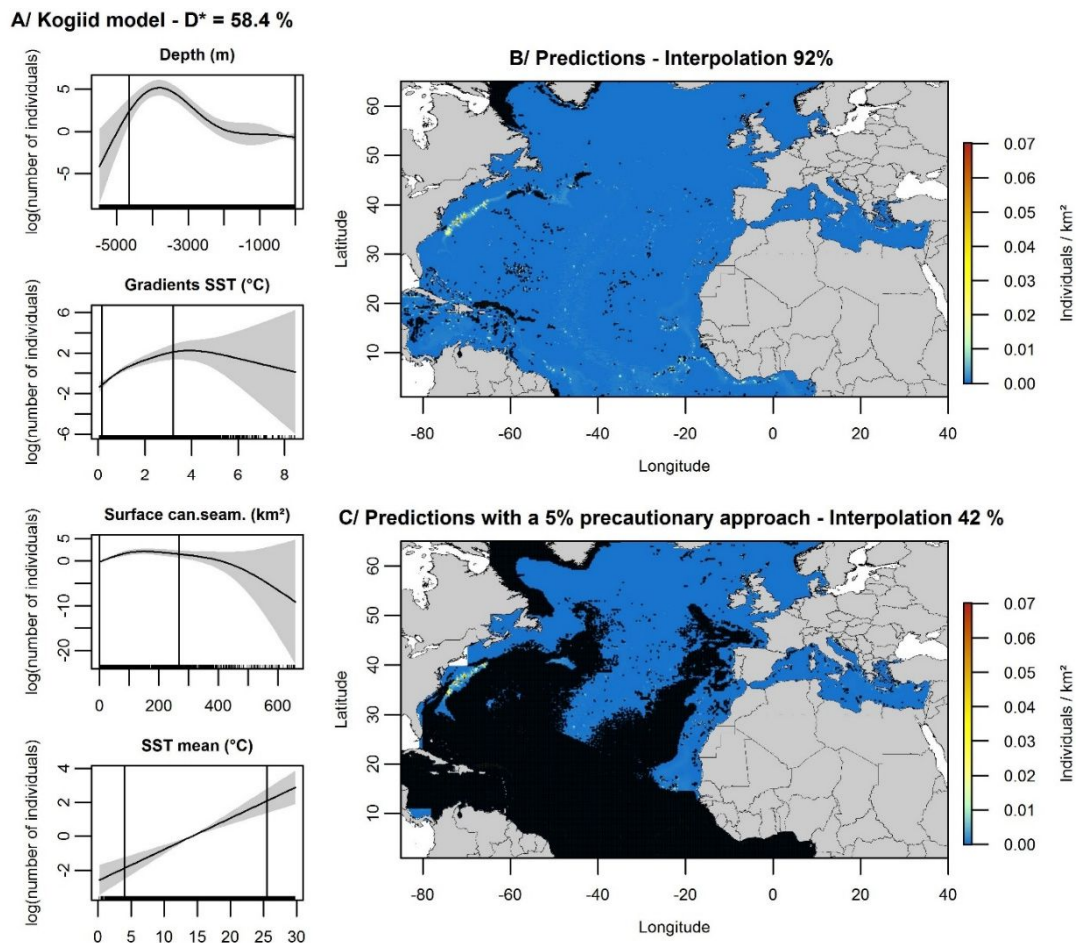 A/ Kogiid model - D* = 58.4 %
Depth (m)
log(number of individuals)
5
0
-5
-5000 -3000 -1000
Gradients SST (°C)
log(number of individuals)
6
2
-2
-6
0 2 4 6 8
Surface can.seam. (km²)
log(number of individuals)
5
0
-10
-20
0 200 400 600
SST mean (°C)
log(number of individuals)
4
2
0
-2
0 5 10 15 20 25 30
B/ Predictions - Interpolation 92%
Latitude
60
50
40
30
20
10
-80 -60 -40 -20 0 20 40
Longitude
0.07
0.06
0.05
0.04
0.03
0.02
0.01
0.00
Individuals / km²
C/ Predictions with a 5% precautionary approach - Interpolation 42 %
Latitude
60
50
40
30
20
10
-80 -60 -40 -20 0 20 40
Longitude
0.07
0.06
0.05
0.04
0.03
0.02
0.01
0.00
Individuals / km²